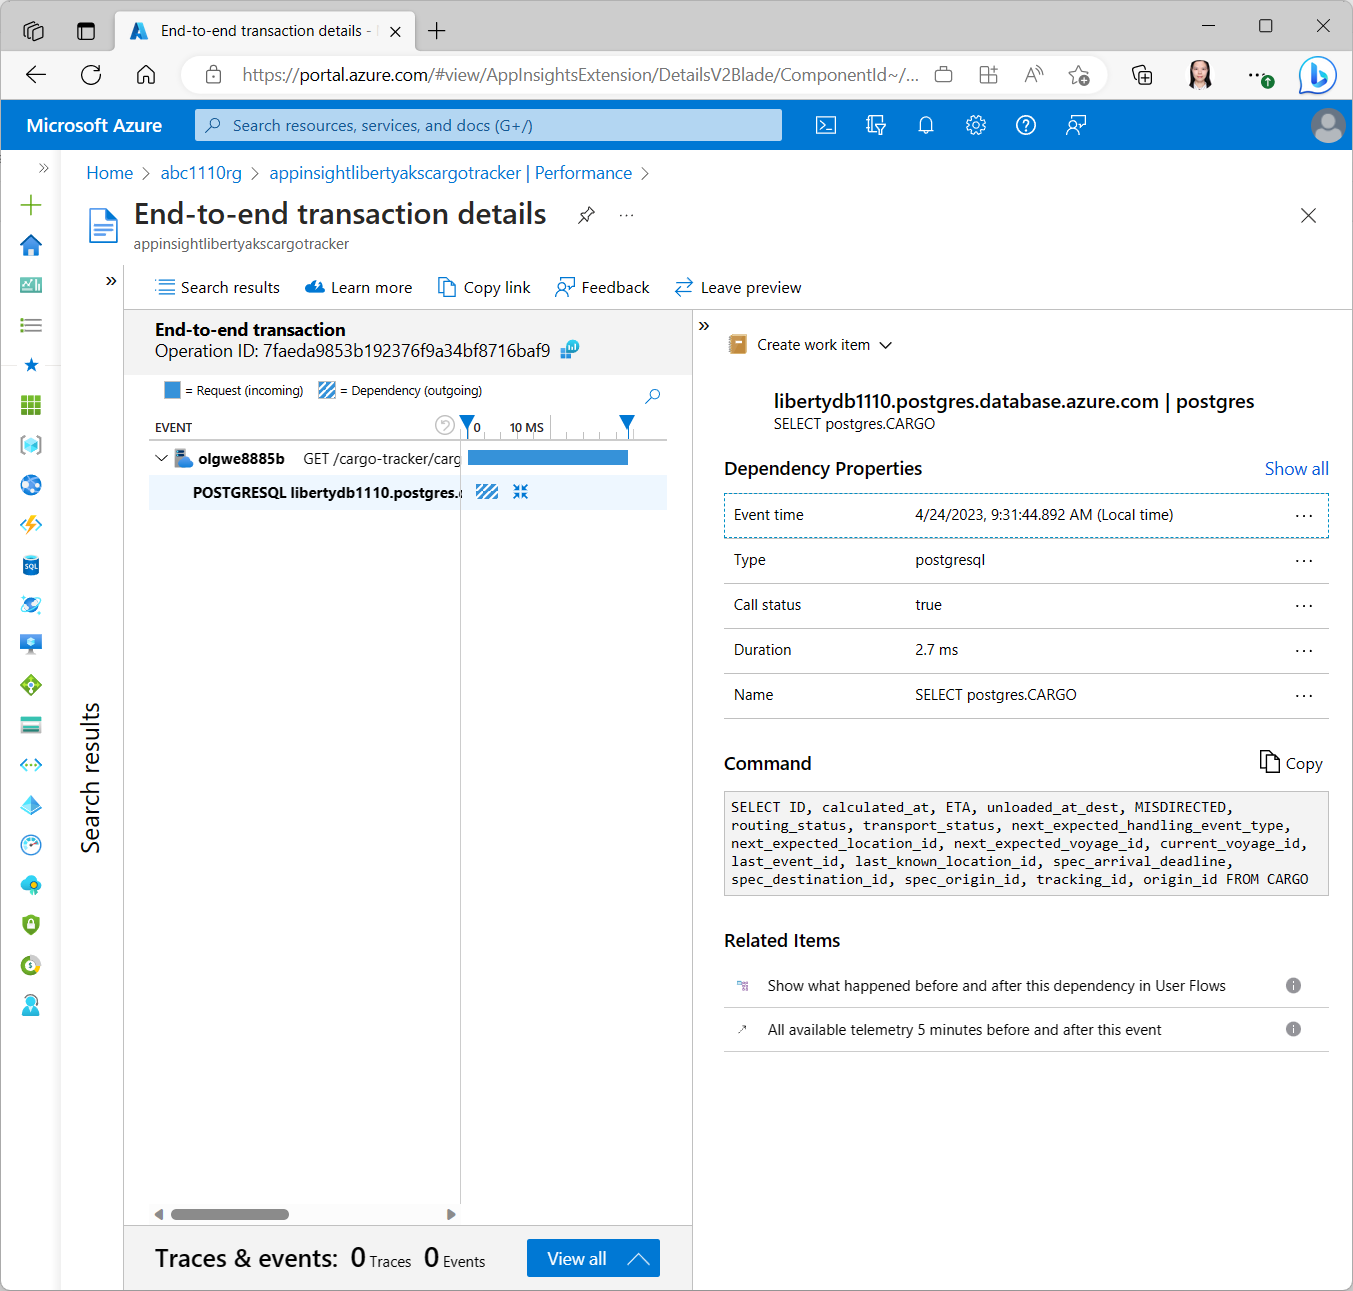 End-to-end transaction details -
https://portal.azure.com/#view/AppInsightsExtension/DetailsV2Blade/ComponentId~/...
Microsoft Azure
Search resources, services, and docs (G+/)
Home > abc1110rg > appinsightlibertyakscargotracker | Performance >
End-to-end transaction details
appinsightlibertyakscargotracker
Search results
Learn more
Copy link
Feedback
Leave preview
Search results
End-to-end transaction
Operation ID: 7faeda9853b192376f9a34bf8716baf9
= Request (incoming)
= Dependency (outgoing)
EVENT
0
10 MS
olgwe8885b GET /cargo-tracker/carg
POSTGRESQL libertydb1110.postgres.
Traces & events: 0 Traces 0 Events
View all
Create work item
libertydb1110.postgres.database.azure.com | postgres
SELECT postgres.CARGO
Dependency Properties
Show all
Event time 4/24/2023, 9:31:44.892 AM (Local time) ...
Type postgresql ...
Call status true ...
Duration 2.7 ms ...
Name SELECT postgres.CARGO ...
Command
Copy
SELECT ID, calculated_at, ETA, unloaded_at_dest, MISDIRECTED,
routing_status, transport_status, next_expected_handling_event_type,
next_expected_location_id, next_expected_voyage_id, current_voyage_id,
last_event_id, last_known_location_id, spec_arrival_deadline,
spec_destination_id, spec_origin_id, tracking_id, origin_id FROM CARGO
Related Items
Show what happened before and after this dependency in User Flows
All available telemetry 5 minutes before and after this event